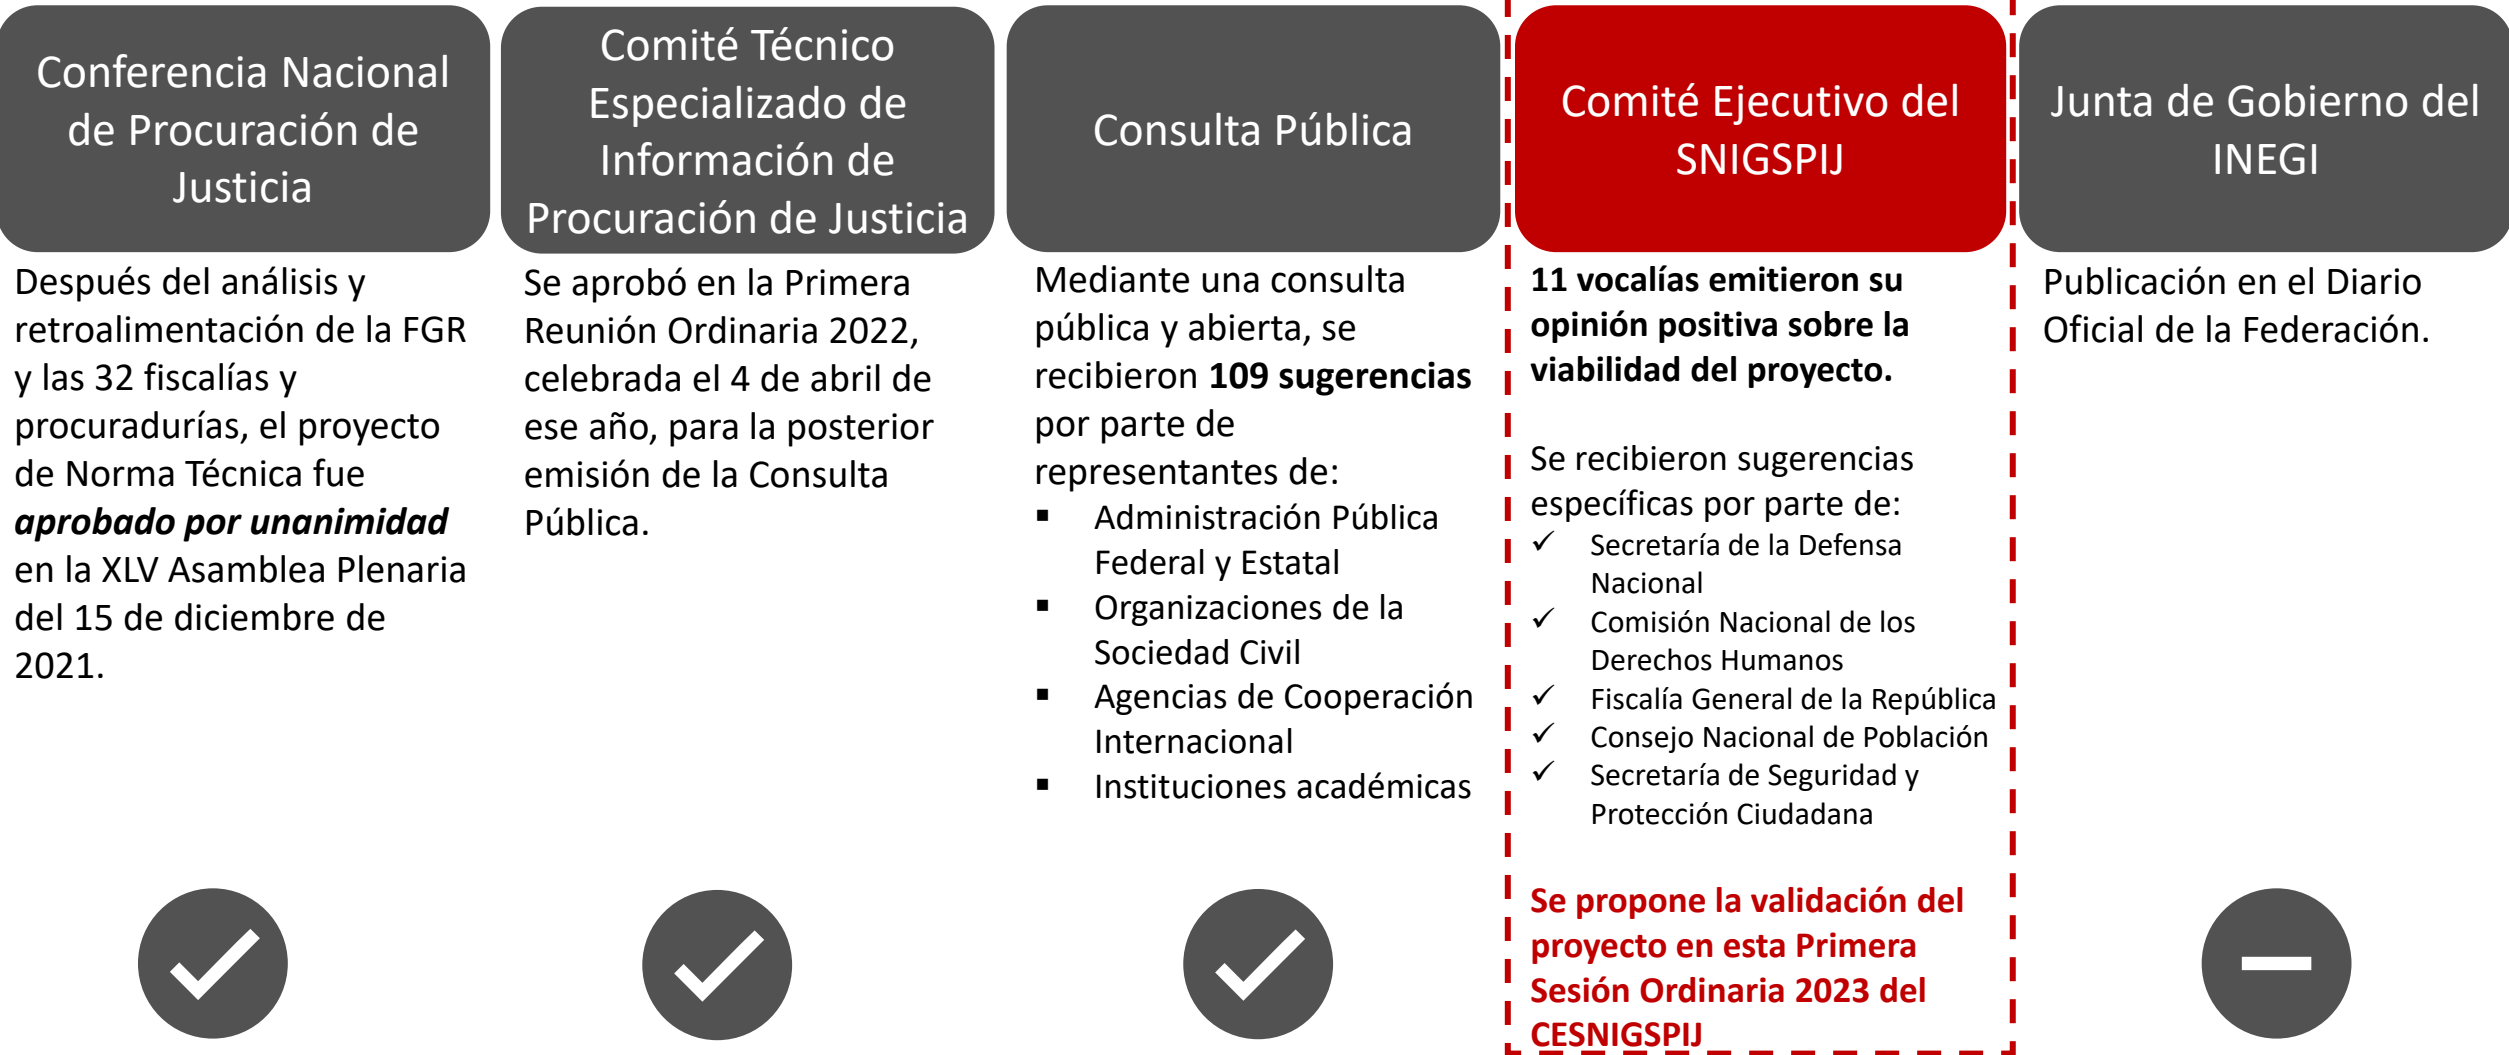 Conferencia Nacional
de Procuración de
Justicia
Después del análisis y
retroalimentación de la FGR
y las 32 fiscalías y
procuradurías, el proyecto
de Norma Técnica fue
aprobado por unanimidad
en la XLV Asamblea Plenaria
del 15 de diciembre de
2021.
Comité Técnico
Especializado de
Información de
Procuración de Justicia
Se aprobó en la Primera
Reunión Ordinaria 2022,
celebrada el 4 de abril de
ese año, para la posterior
emisión de la Consulta
Pública.
Consulta Pública
Mediante una consulta
pública y abierta, se
recibieron 109 sugerencias
por parte de
representantes de:
▪ Administración Pública
Federal y Estatal
▪ Organizaciones de la
Sociedad Civil
▪ Agencias de Cooperación
Internacional
▪ Instituciones académicas
Comité Ejecutivo del
SNIGSPIJ
11 vocalías emitieron su
opinión positiva sobre la
viabilidad del proyecto.
Se recibieron sugerencias
específicas por parte de:
✓ Secretaría de la Defensa
Nacional
✓ Comisión Nacional de los
Derechos Humanos
✓ Fiscalía General de la República
✓ Consejo Nacional de Población
✓ Secretaría de Seguridad y
Protección Ciudadana
Se propone la validación del
proyecto en esta Primera
Sesión Ordinaria 2023 del
CESNIGSPIJ
Junta de Gobierno del
INEGI
Publicación en el Diario
Oficial de la Federación.